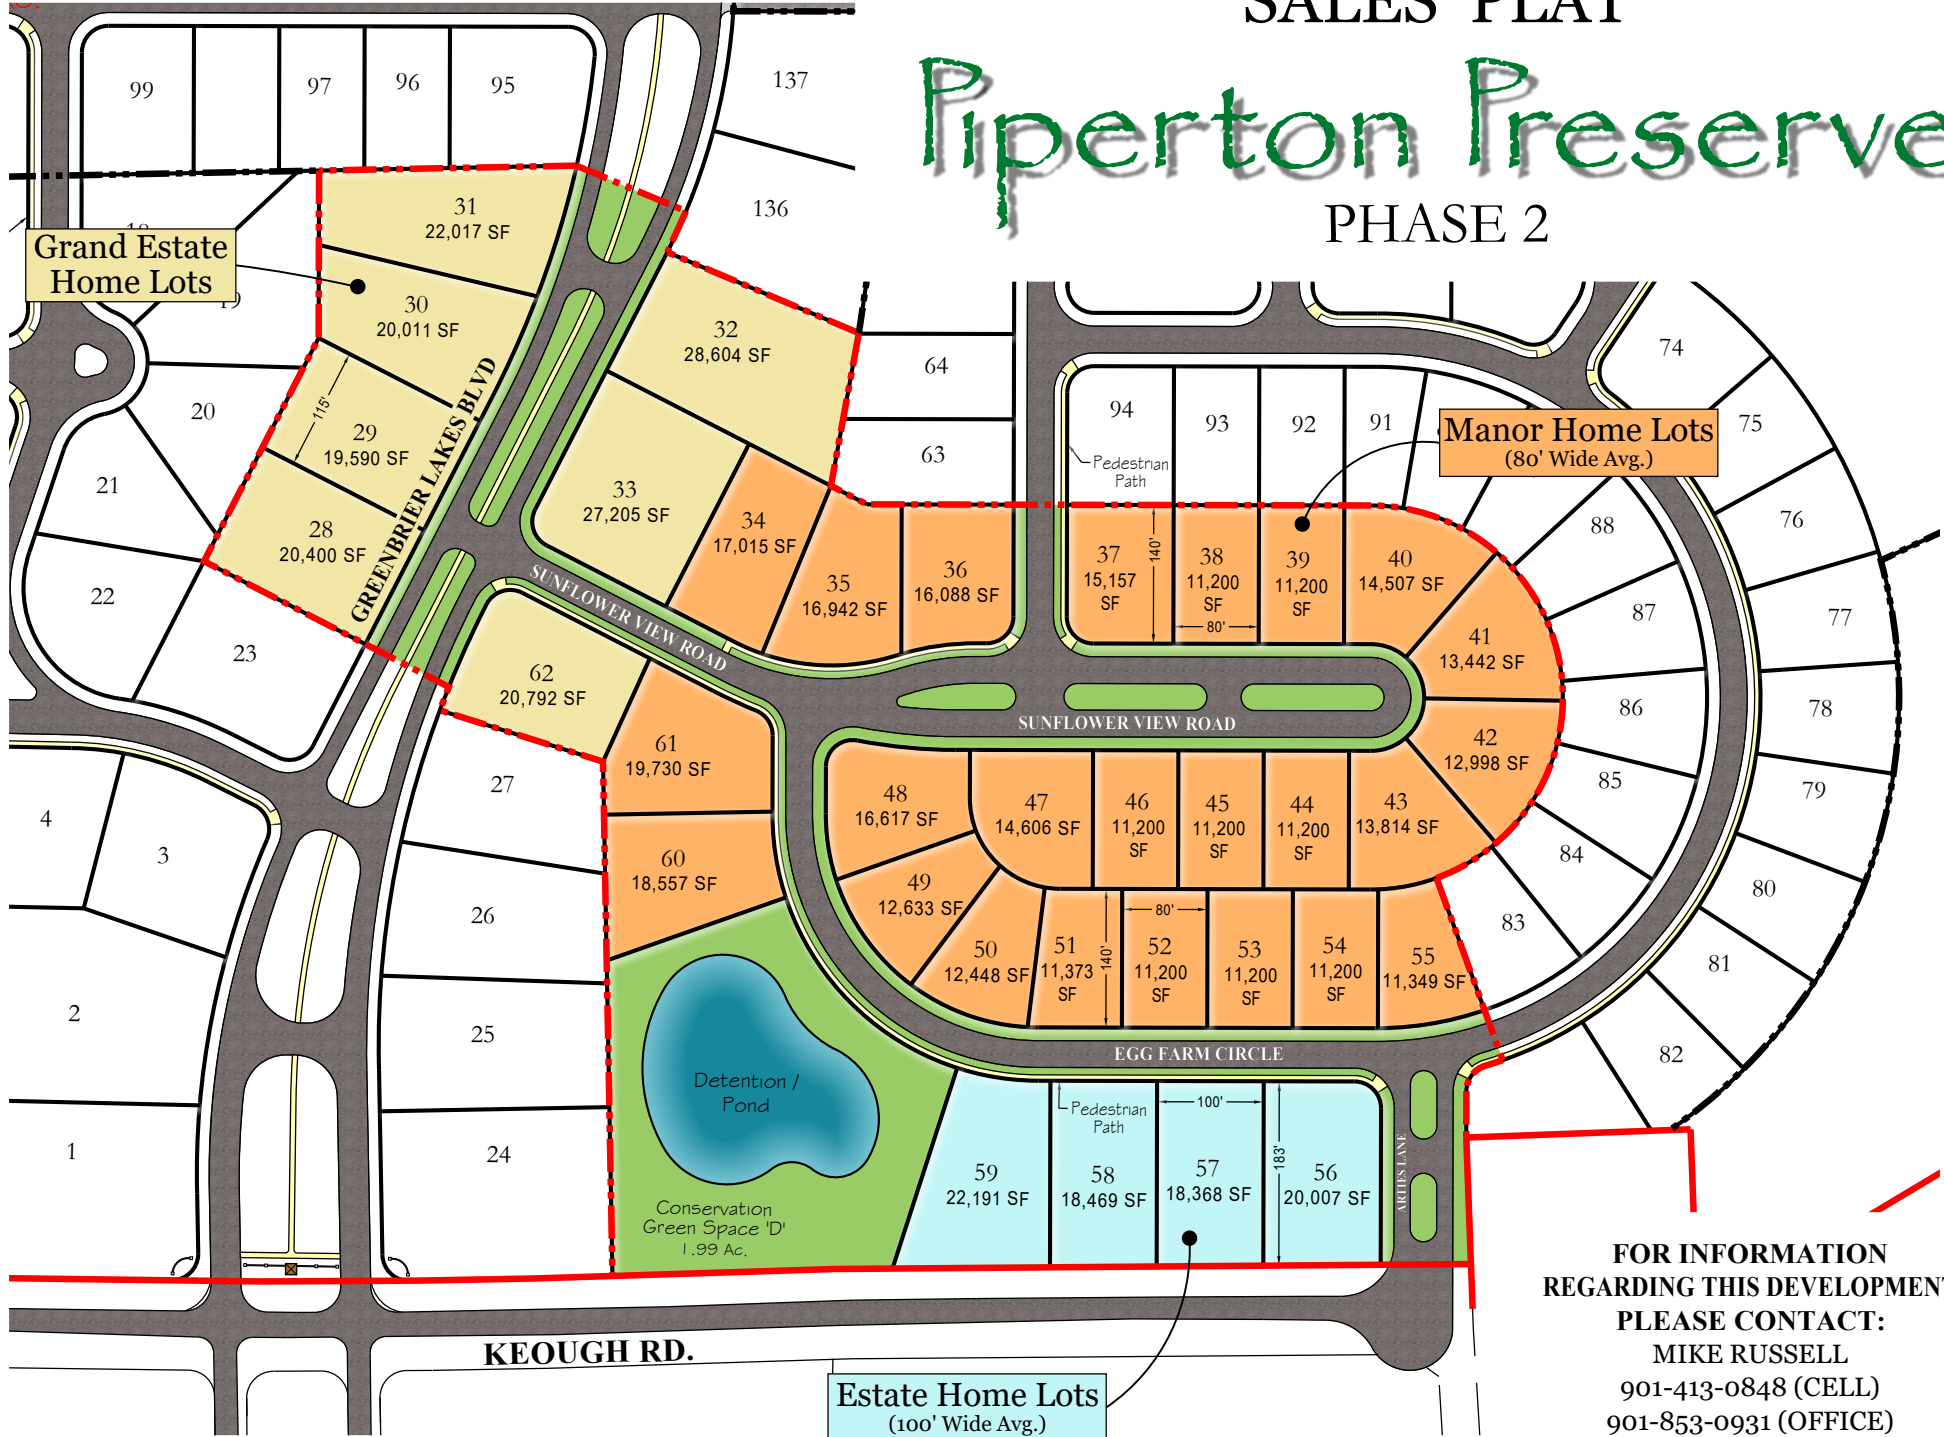 SALES PLAT
Piperton Preserve
PHASE 2
99
97
96
95
137
136
31
22,017 SF
Grand Estate
Home Lots
19
30
20,011 SF
32
28,604 SF
64
63
20
115'
29
19,590 SF
21
28
20,400 SF
GREENBRIER LAKES BLVD
22
23
33
27,205 SF
34
17,015 SF
35
16,942 SF
36
16,088 SF
94
93
92
91
Pedestrian
Path
Manor Home Lots
(80' Wide Avg.)
74
75
76
77
78
79
80
81
82
88
87
86
85
84
83
37
15,157
SF
140'
38
11,200
SF
80'
39
11,200
SF
40
14,507 SF
41
13,442 SF
42
12,998 SF
SUNFLOWER VIEW ROAD
SUNFLOWER VIEW ROAD
62
20,792 SF
61
19,730 SF
60
18,557 SF
27
26
25
24
4
3
2
1
48
16,617 SF
47
14,606 SF
46
11,200
SF
45
11,200
SF
44
11,200
SF
43
13,814 SF
49
12,633 SF
50
12,448 SF
51
11,373
SF
140'
80'
52
11,200
SF
53
11,200
SF
54
11,200
SF
55
11,349 SF
EGG FARM CIRCLE
Detention /
Pond
Conservation
Green Space 'D'
1.99 Ac.
59
22,191 SF
Pedestrian
Path
58
18,469 SF
100'
57
18,368 SF
183'
56
20,007 SF
ARTIES LANE
KEOUGH RD.
Estate Home Lots
(100' Wide Avg.)
FOR INFORMATION
REGARDING THIS DEVELOPMENT
PLEASE CONTACT:
MIKE RUSSELL
901-413-0848 (CELL)
901-853-0931 (OFFICE)